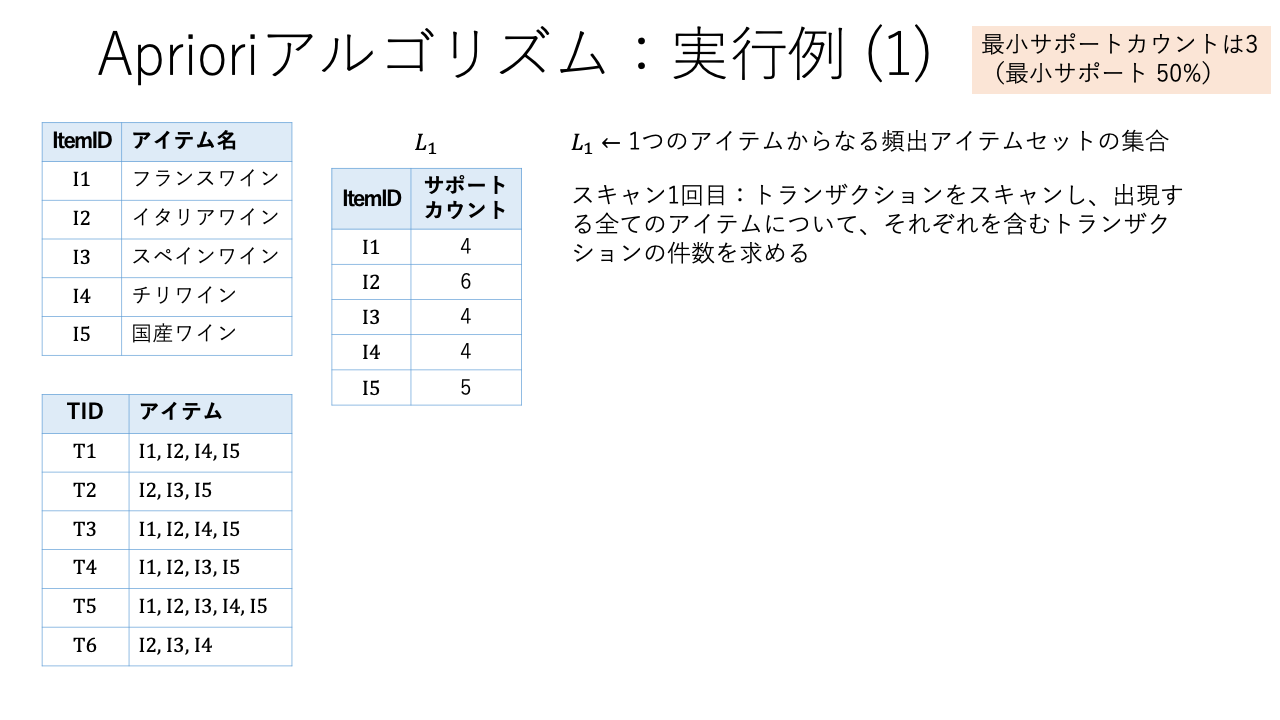 Aprioriアルゴリズム：実行例 (1)
最小サポートカウントは3
（最小サポート 50%）
ItemID アイテム名
I1 フランスワイン
I2 イタリアワイン
I3 スペインワイン
I4 チリワイン
I5 国産ワイン
TID アイテム
T1 I1, I2, I4, I5
T2 I2, I3, I5
T3 I1, I2, I4, I5
T4 I1, I2, I3, I5
T5 I1, I2, I3, I4, I5
T6 I2, I3, I4
L₁
ItemID サポート
カウント
I1 4
I2 6
I3 4
I4 4
I5 5
L₁ ← 1つのアイテムからなる頻出アイテムセットの集合
スキャン1回目：トランザクションをスキャンし、出現す
る全てのアイテムについて、それぞれを含むトランザク
ションの件数を求める